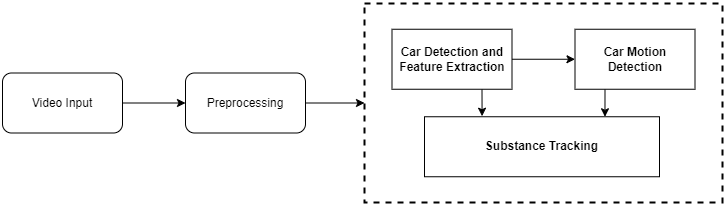 Video Input
Preprocessing
Car Detection and
Feature Extraction
Car Motion
Detection
Substance Tracking